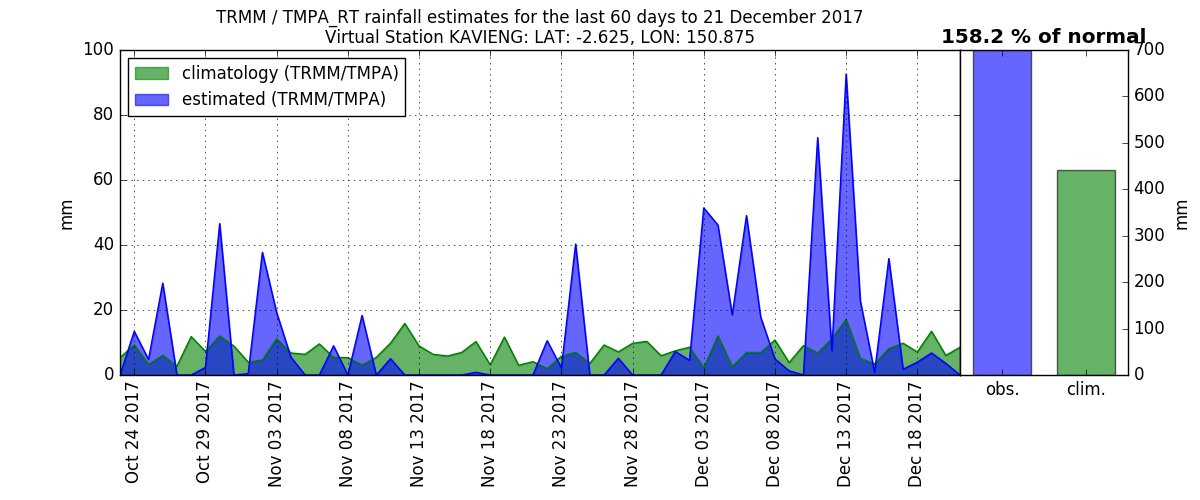 TRMM / TMPA_RT rainfall estimates for the last 60 days to 21 December 2017
Virtual Station KAVIENG: LAT: -2.625, LON: 150.875
158.2 % of normal
climatology (TRMM/TMPA)
estimated (TRMM/TMPA)
mm
100
80
60
40
20
0
Oct 24 2017
Oct 29 2017
Nov 03 2017
Nov 08 2017
Nov 13 2017
Nov 18 2017
Nov 23 2017
Nov 28 2017
Dec 03 2017
Dec 08 2017
Dec 13 2017
Dec 18 2017
obs.
clim.
700
600
500
400
300
200
100
0
mm